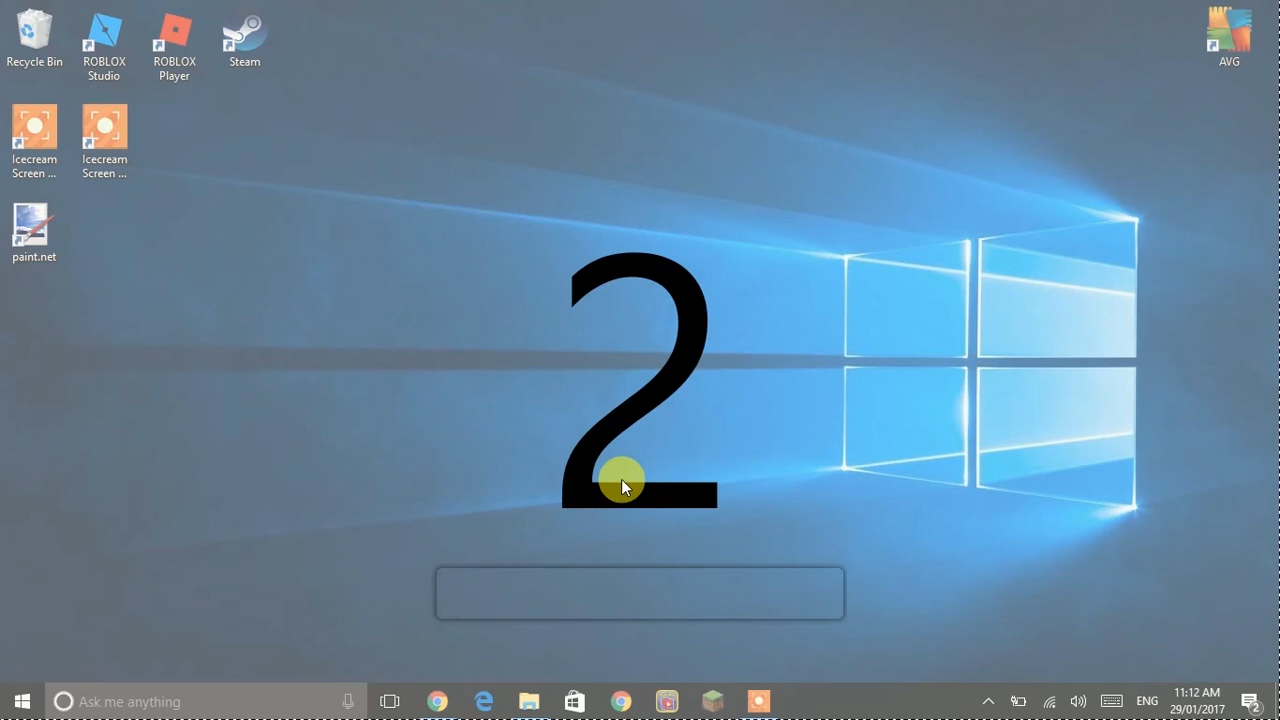 Recycle Bin
ROBLOX
Studio
ROBLOX
Player
Steam
AVG
Icecream
Screen ...
Icecream
Screen ...
paint.net
2
Ask me anything
ENG
11:12 AM
29/01/2017
2